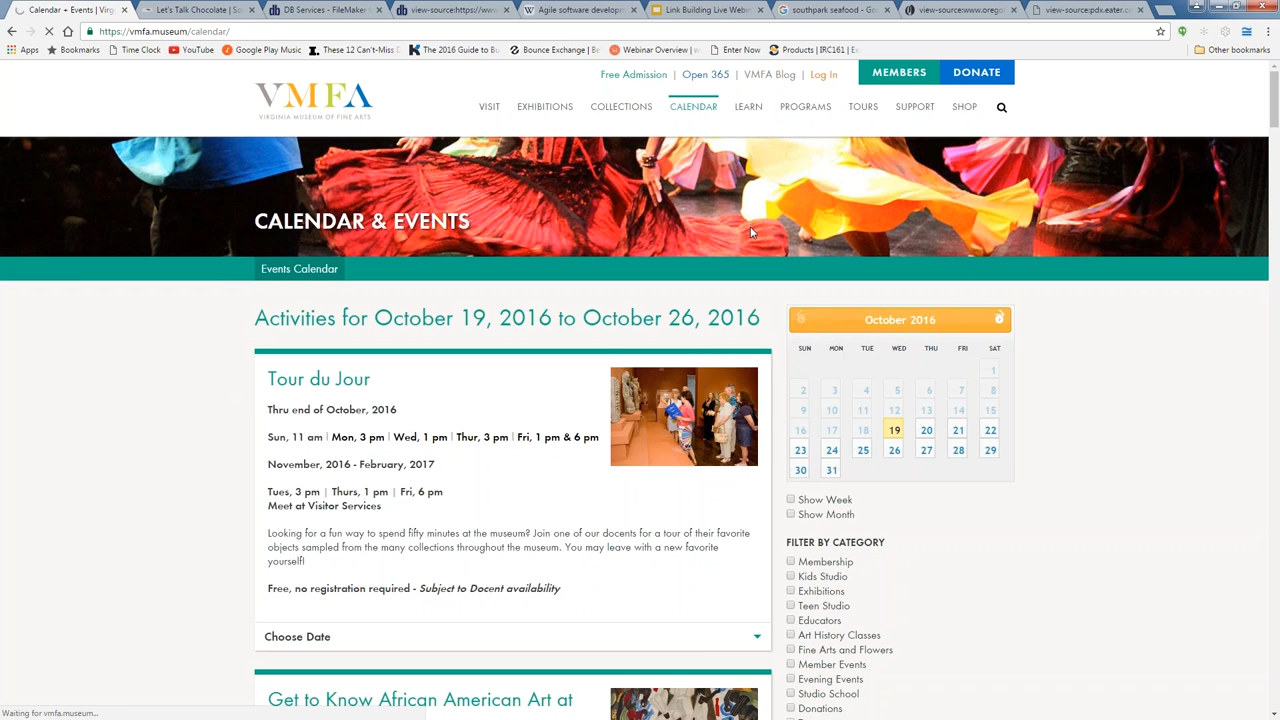 Calendar + Events | Virg
Let's Talk Chocolate | So
DB Services - FileMaker
view-source:https://www
Agile software developm
Link Building Live Webin
southpark seafood - Goo
view-source:www.orego
view-source:pdx.eater.c
https://vmfa.museum/calendar/
Apps
Bookmarks
Time Clock
YouTube
Google Play Music
These 12 Can't-Miss
The 2016 Guide to Bu
Bounce Exchange | Be
Webinar Overview | w
Enter Now
Products | IRC161 | Ex
Other bookmarks
Free Admission | Open 365 | VMFA Blog | Log In
MEMBERS
DONATE
VMFA
VIRGINIA MUSEUM OF FINE ARTS
VISIT EXHIBITIONS COLLECTIONS CALENDAR LEARN PROGRAMS TOURS SUPPORT SHOP
CALENDAR & EVENTS
Events Calendar
Activities for October 19, 2016 to October 26, 2016
Tour du Jour
Thru end of October, 2016
Sun, 11 am | Mon, 3 pm | Wed, 1 pm | Thur, 3 pm | Fri, 1 pm & 6 pm
November, 2016 - February, 2017
Tues, 3 pm | Thurs, 1 pm | Fri, 6 pm
Meet at Visitor Services
Looking for a fun way to spend fifty minutes at the museum? Join one of our docents for a tour of their favorite
objects sampled from the many collections throughout the museum. You may leave with a new favorite
yourself!
Free, no registration required - Subject to Docent availability
Choose Date
Get to Know African American Art at
October 2016
SUN MON TUE WED THU FRI SAT
1
2 3 4 5 6 7 8
9 10 11 12 13 14 15
16 17 18 19 20 21 22
23 24 25 26 27 28 29
30 31
Show Week
Show Month
FILTER BY CATEGORY
Membership
Kids Studio
Exhibitions
Teen Studio
Educators
Art History Classes
Fine Arts and Flowers
Member Events
Evening Events
Studio School
Donations
Waiting for vmfa.museum...